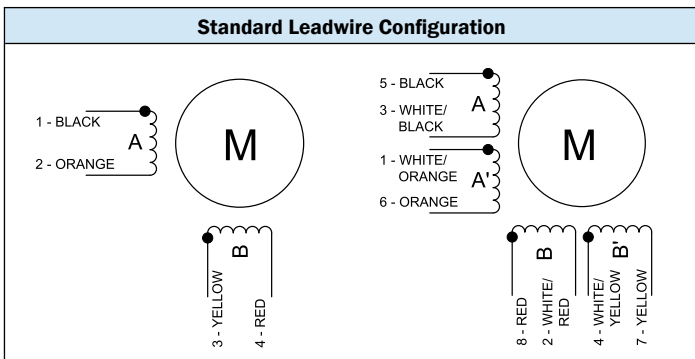 Standard Leadwire Configuration
1 - BLACK
A
2 - ORANGE
M
B
3 - YELLOW
4 - RED
5 - BLACK
3 - WHITE/
BLACK
A
1 - WHITE/
ORANGE
A'
6 - ORANGE
M
B
B'
8 - RED
2 - WHITE/
RED
4 - WHITE/
YELLOW
7 - YELLOW